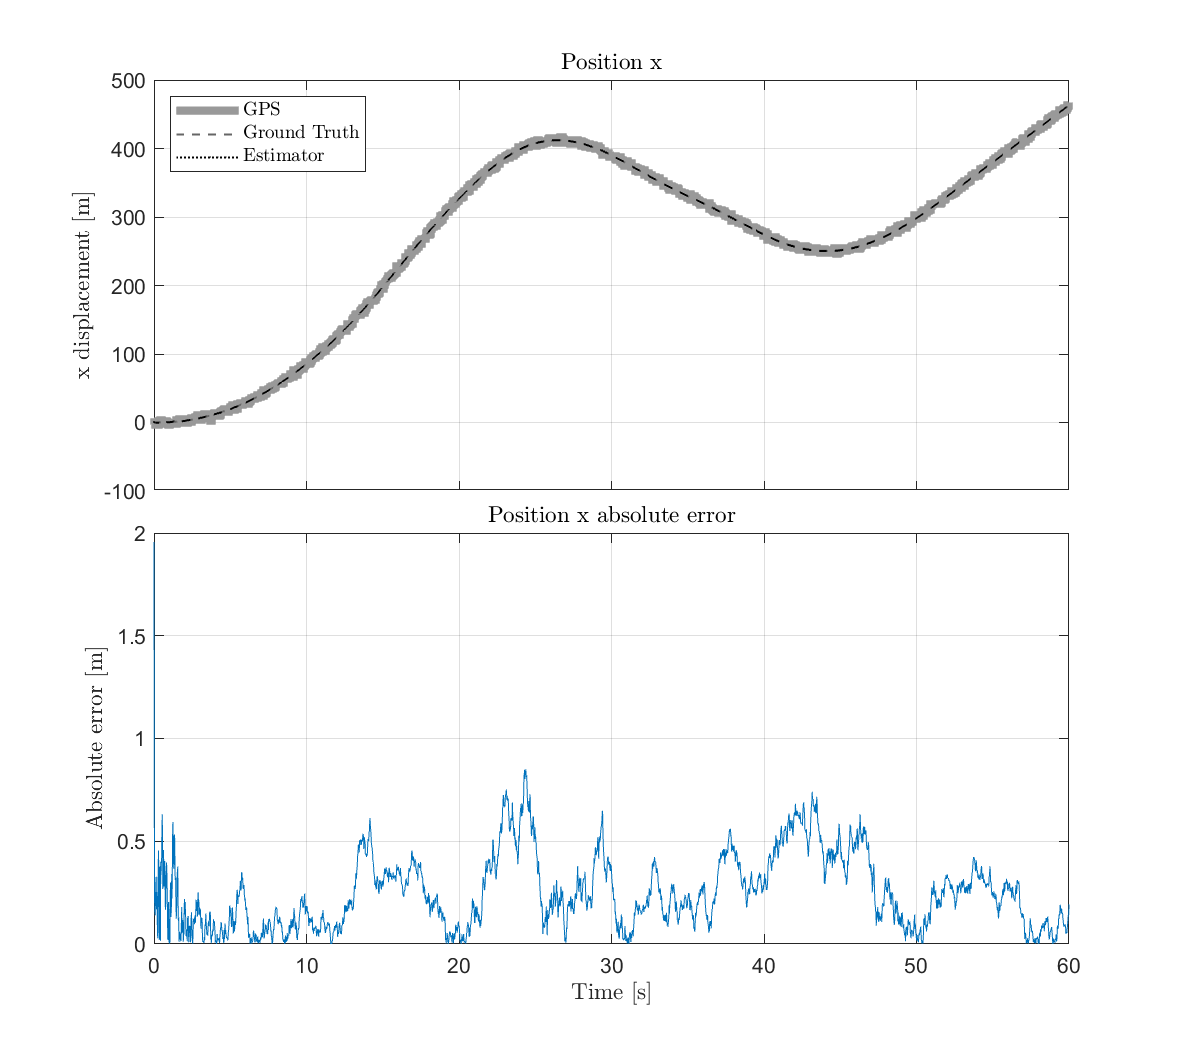 Position x
500
400
300
200
100
0
-100
x displacement [m]
GPS
Ground Truth
Estimator
Position x absolute error
2
1.5
1
0.5
0
Absolute error [m]
0 10 20 30 40 50 60
Time [s]